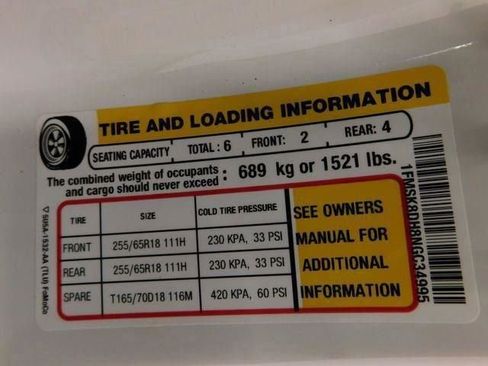 TIRE AND LOADING INFORMATION
SEATING CAPACITY TOTAL : 6 FRONT: 2 REAR: 4
The combined weight of occupants and cargo should never exceed : 689 kg or 1521 lbs.
TIRE SIZE COLD TIRE PRESSURE
FRONT 255/65R18 111H 230 KPA, 33 PSI
REAR 255/65R18 111H 230 KPA, 33 PSI
SPARE T165/70D18 116M 420 KPA, 60 PSI
SEE OWNERS
MANUAL FOR
ADDITIONAL
INFORMATION